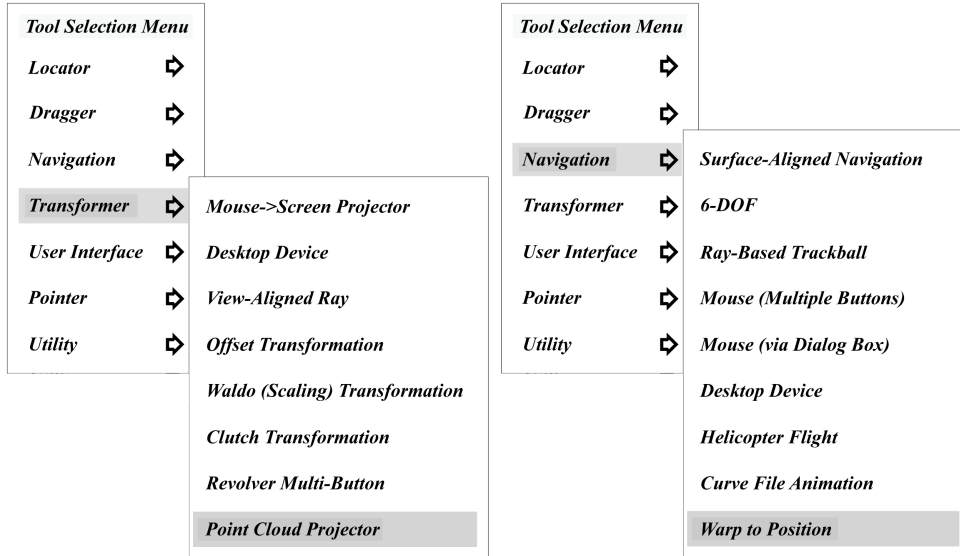 Tool Selection Menu
Locator
Dragger
Navigation
Transformer
User Interface
Pointer
Utility
Mouse->Screen Projector
Desktop Device
View-Aligned Ray
Offset Transformation
Waldo (Scaling) Transformation
Clutch Transformation
Revolver Multi-Button
Point Cloud Projector
Tool Selection Menu
Locator
Dragger
Navigation
Transformer
User Interface
Pointer
Utility
Surface-Aligned Navigation
6-DOF
Ray-Based Trackball
Mouse (Multiple Buttons)
Mouse (via Dialog Box)
Desktop Device
Helicopter Flight
Curve File Animation
Warp to Position